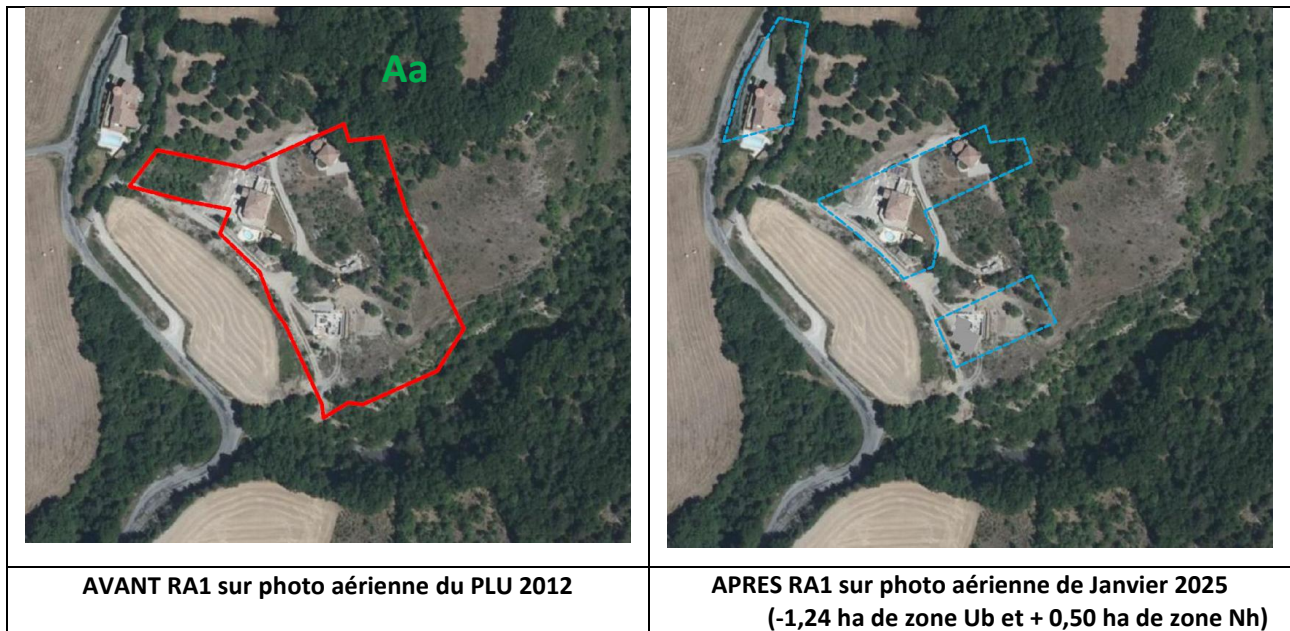 Aa
AVANT RA1 sur photo aérienne du PLU 2012
APRES RA1 sur photo aérienne de Janvier 2025
(-1,24 ha de zone Ub et + 0,50 ha de zone Nh)